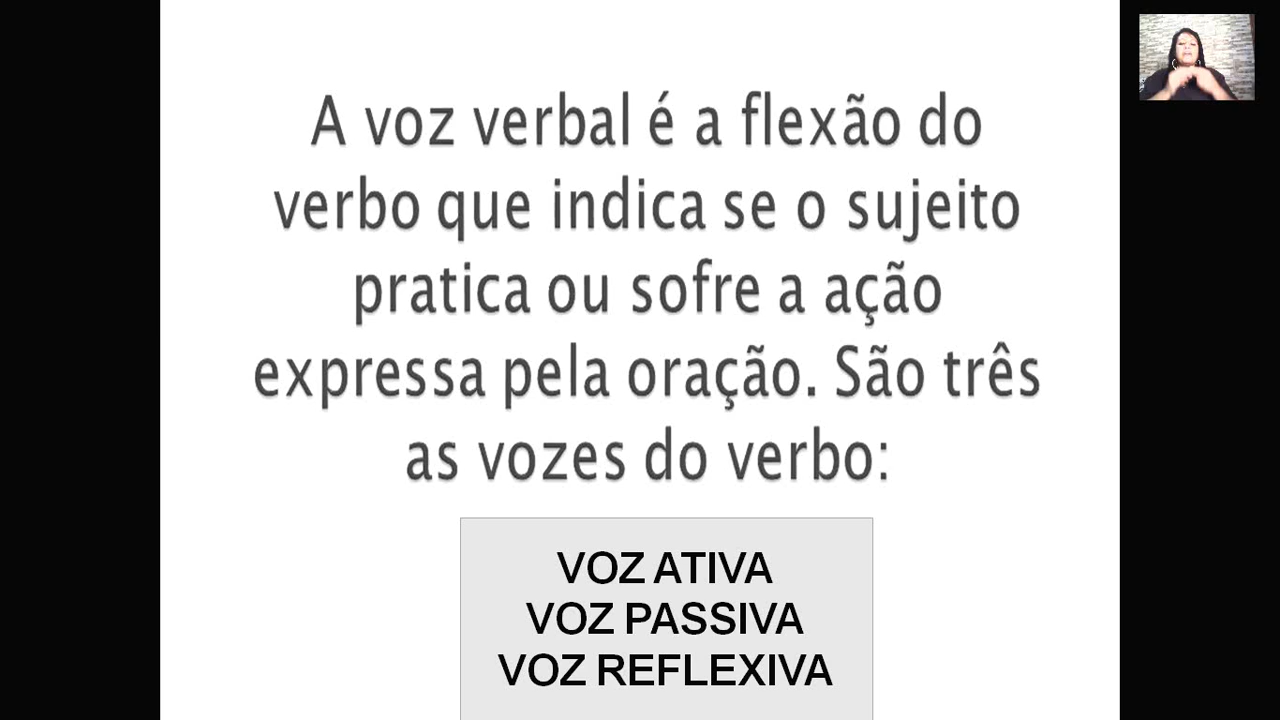 A voz verbal é a flexão do
verbo que indica se o sujeito
pratica ou sofre a ação
expressa pela oração. São três
as vozes do verbo:
VOZ ATIVA
VOZ PASSIVA
VOZ REFLEXIVA